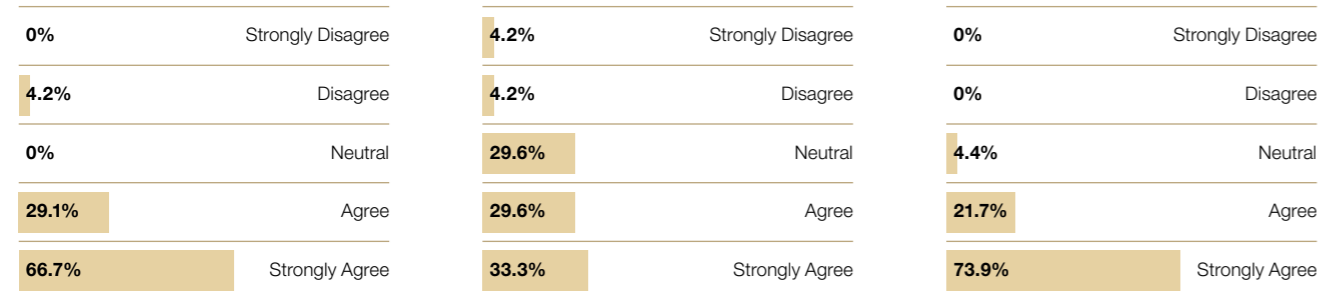 0% Strongly Disagree
4.2% Disagree
0% Neutral
29.1% Agree
66.7% Strongly Agree
4.2% Strongly Disagree
4.2% Disagree
29.6% Neutral
29.6% Agree
33.3% Strongly Agree
0% Strongly Disagree
0% Disagree
4.4% Neutral
21.7% Agree
73.9% Strongly Agree